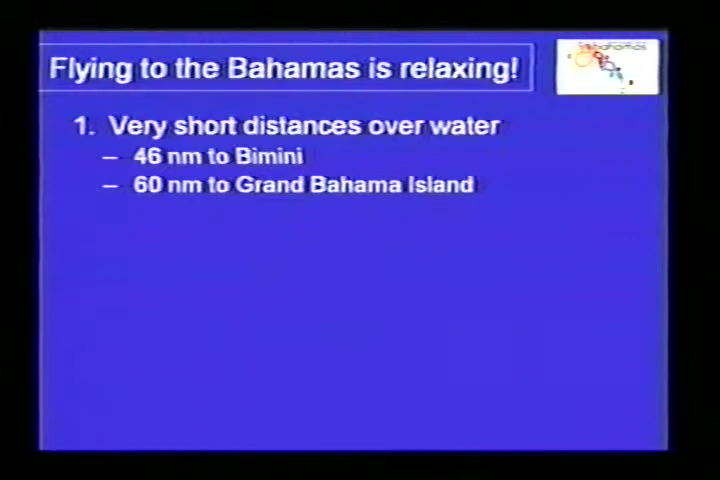 Flying to the Bahamas is relaxing!
1. Very short distances over water
– 46 nm to Bimini
– 60 nm to Grand Bahama Island